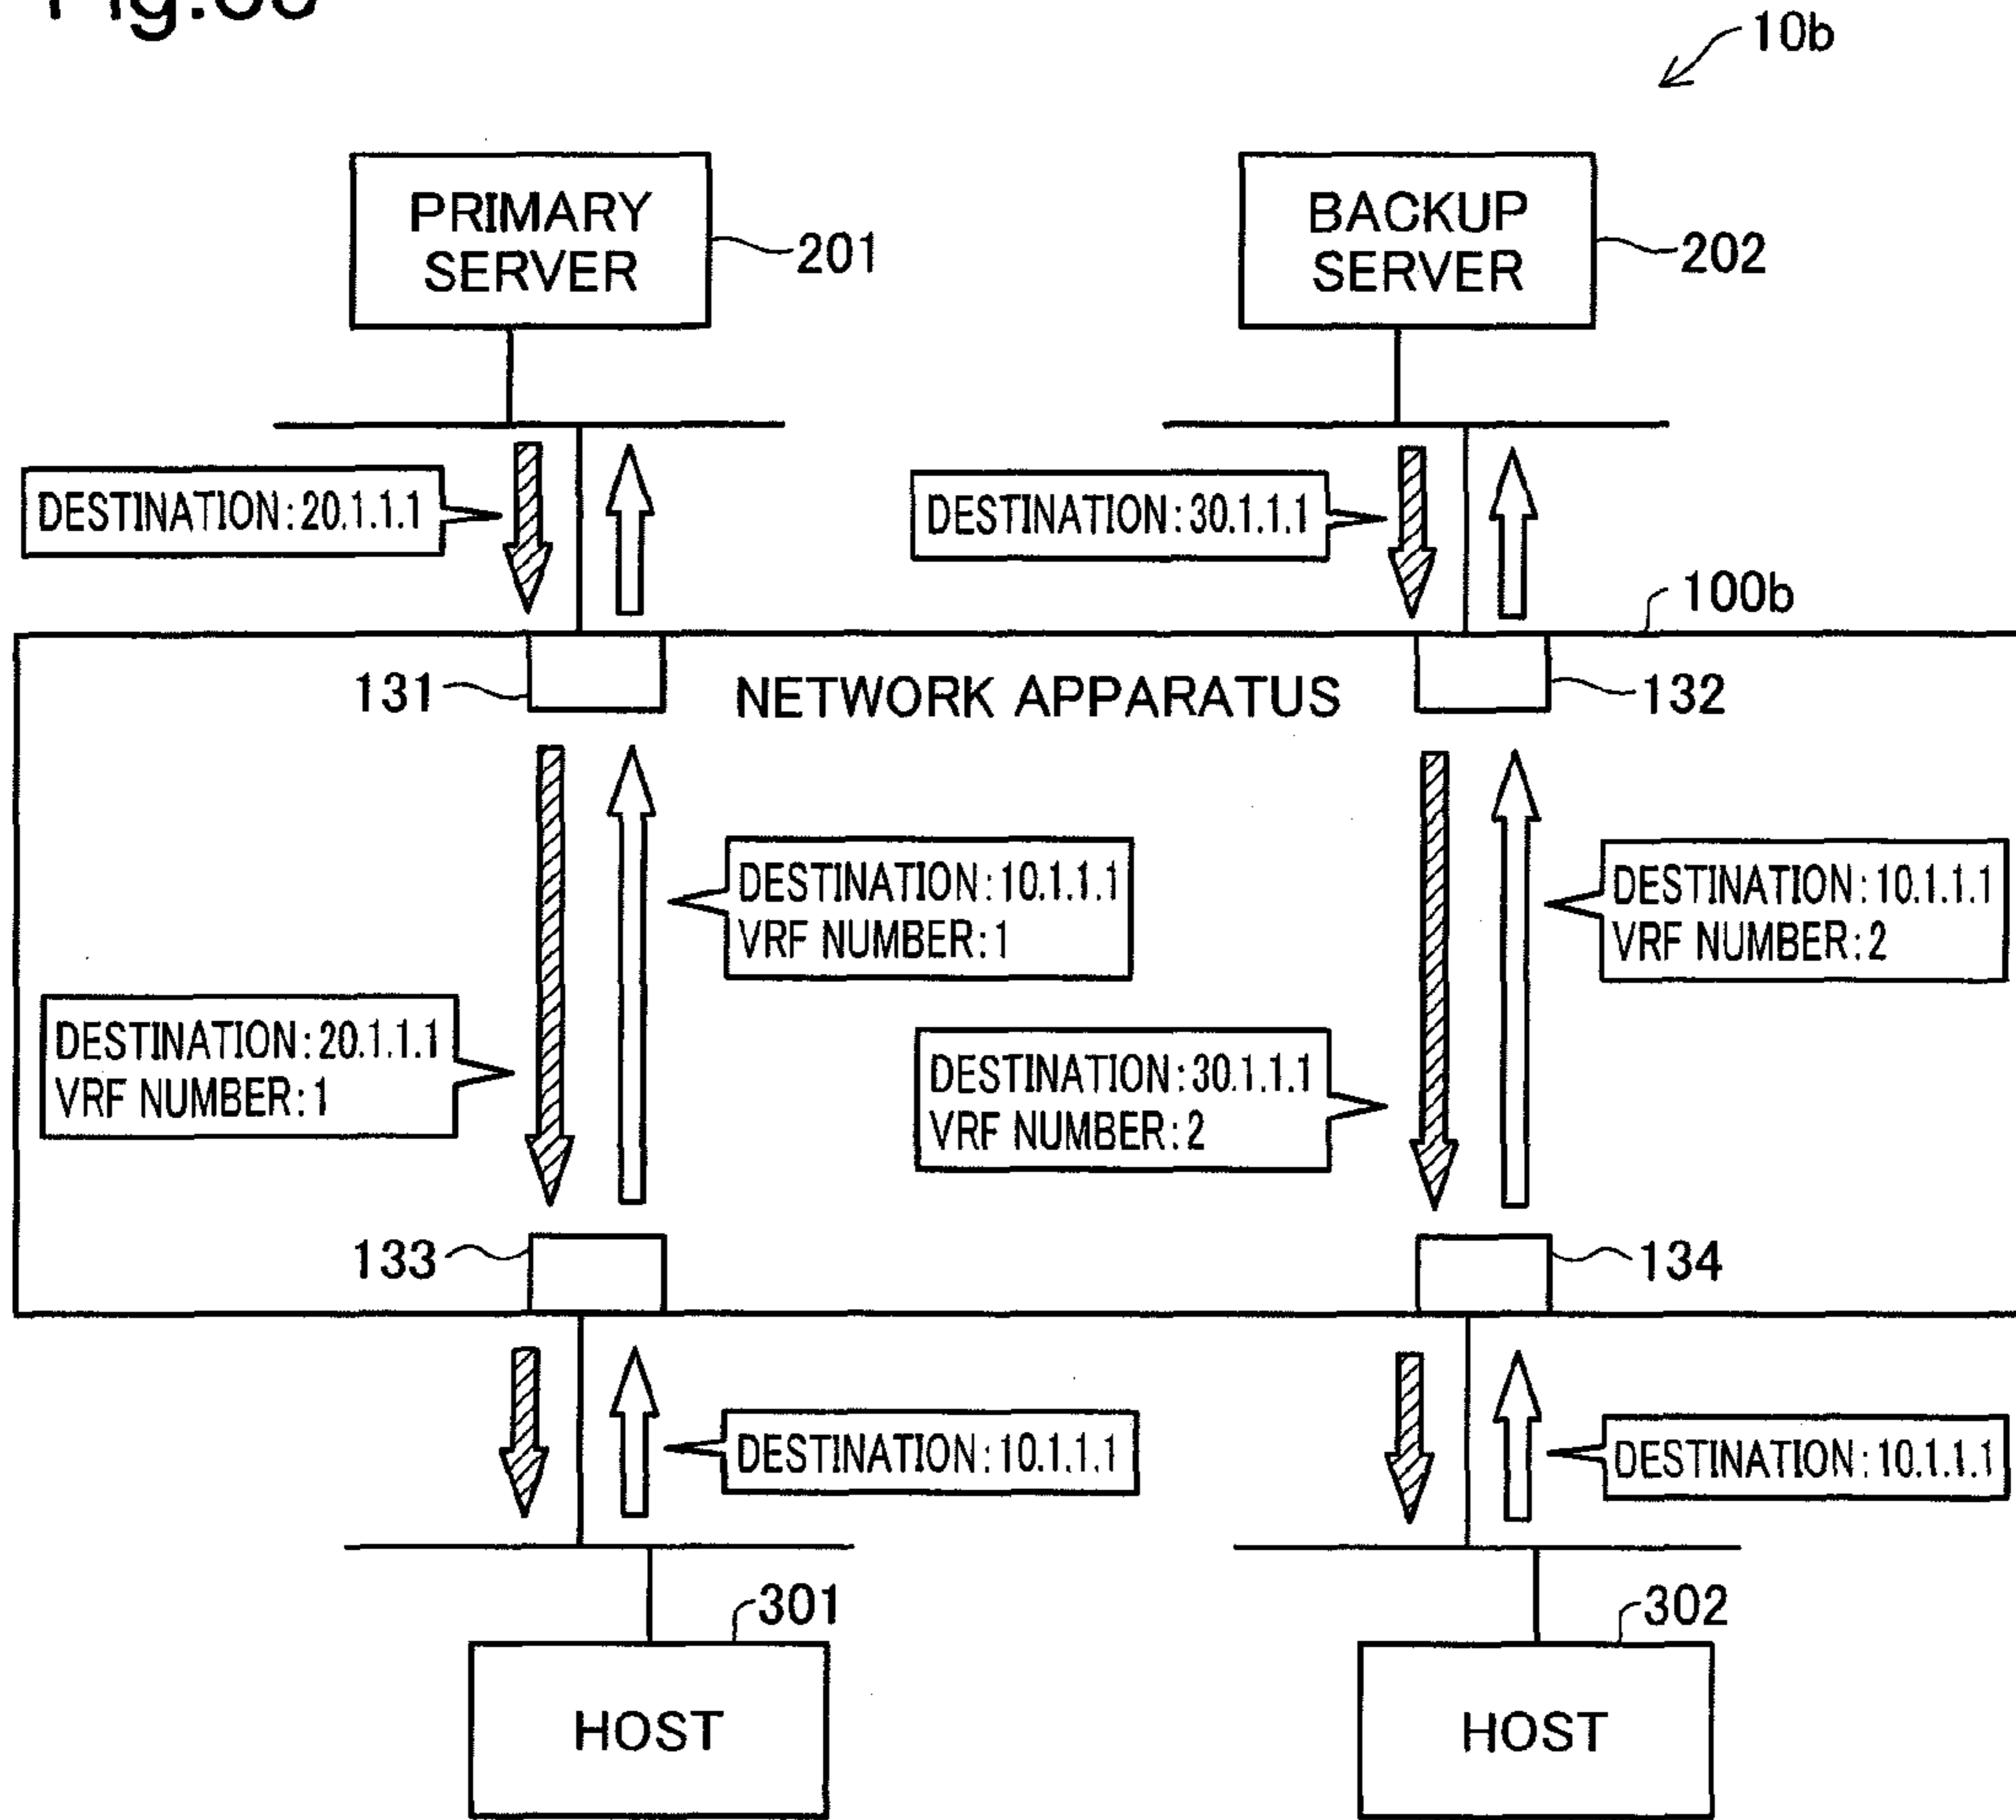 10b
PRIMARY
SERVER
201
BACKUP
SERVER
202
DESTINATION:20.1.1.1
DESTINATION:30.1.1.1
100b
131
NETWORK APPARATUS
132
DESTINATION:10.1.1.1
VRF NUMBER:1
DESTINATION:10.1.1.1
VRF NUMBER:2
DESTINATION:20.1.1.1
VRF NUMBER:1
DESTINATION:30.1.1.1
VRF NUMBER:2
133
134
DESTINATION:10.1.1.1
DESTINATION:10.1.1.1
301
302
HOST
HOST